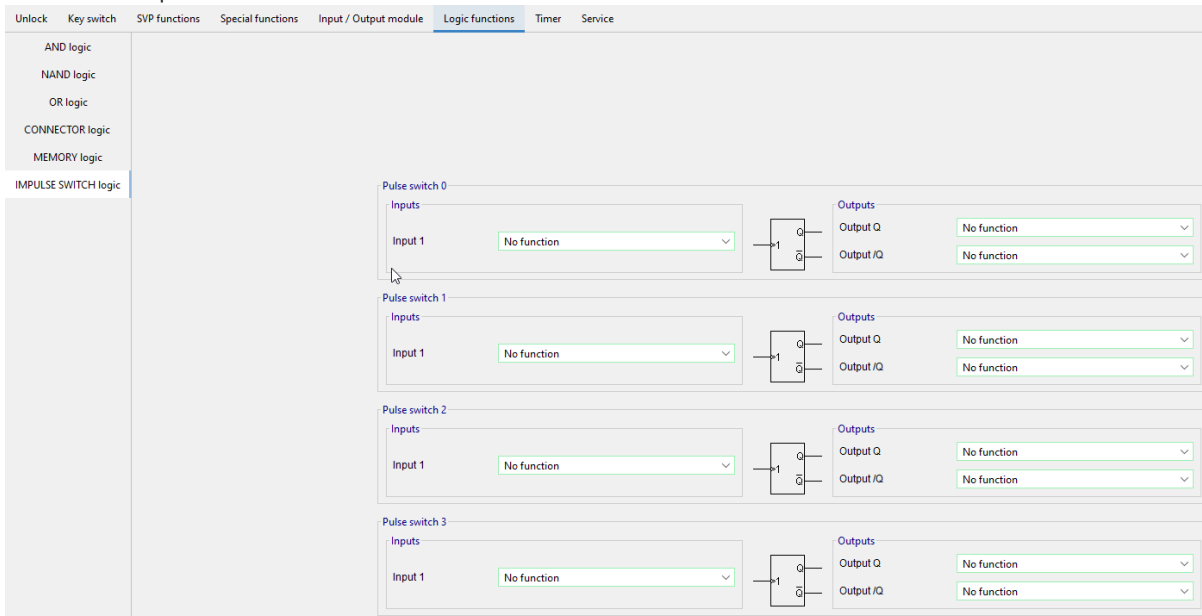 Unlock Key switch SVP functions Special functions Input / Output module Logic functions Timer Service
AND logic
NAND logic
OR logic
CONNECTOR logic
MEMORY logic
IMPULSE SWITCH logic
Pulse switch 0
Inputs
Input 1 No function
1 Q Q̅
Outputs
Output Q No function
Output /Q No function
Pulse switch 1
Inputs
Input 1 No function
1 Q Q̅
Outputs
Output Q No function
Output /Q No function
Pulse switch 2
Inputs
Input 1 No function
1 Q Q̅
Outputs
Output Q No function
Output /Q No function
Pulse switch 3
Inputs
Input 1 No function
1 Q Q̅
Outputs
Output Q No function
Output /Q No function